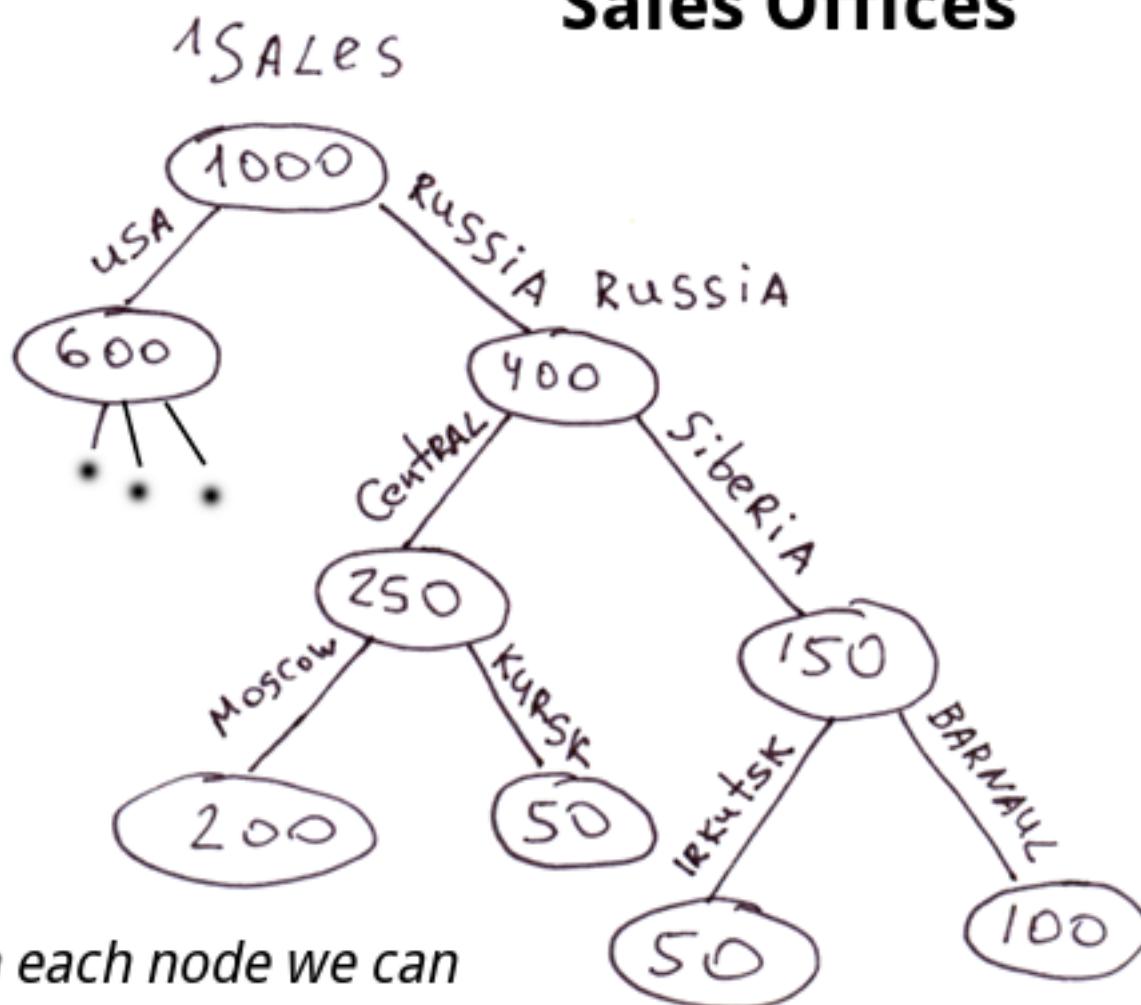 Sales Offices
1SALES
1000
USA
RUSSIA
RUSSIA
600
400
CENTRAL
SIBERIA
250
150
MOSCOW
KURSK
IRKUTSK
BARNAUL
200
50
50
100
each node we can